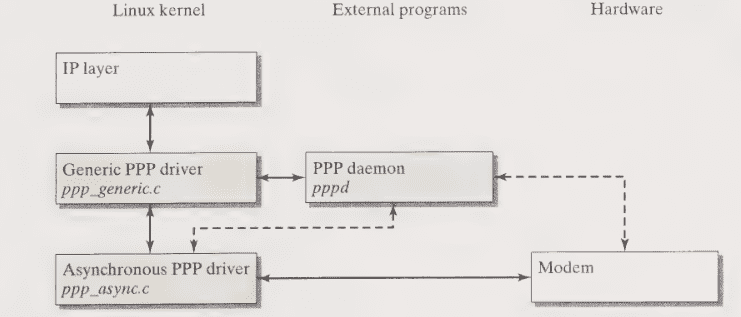 Linux kernel
External programs
Hardware
IP layer
Generic PPP driver
ppp_generic.c
PPP daemon
pppd
Asynchronous PPP driver
ppp_async.c
Modem